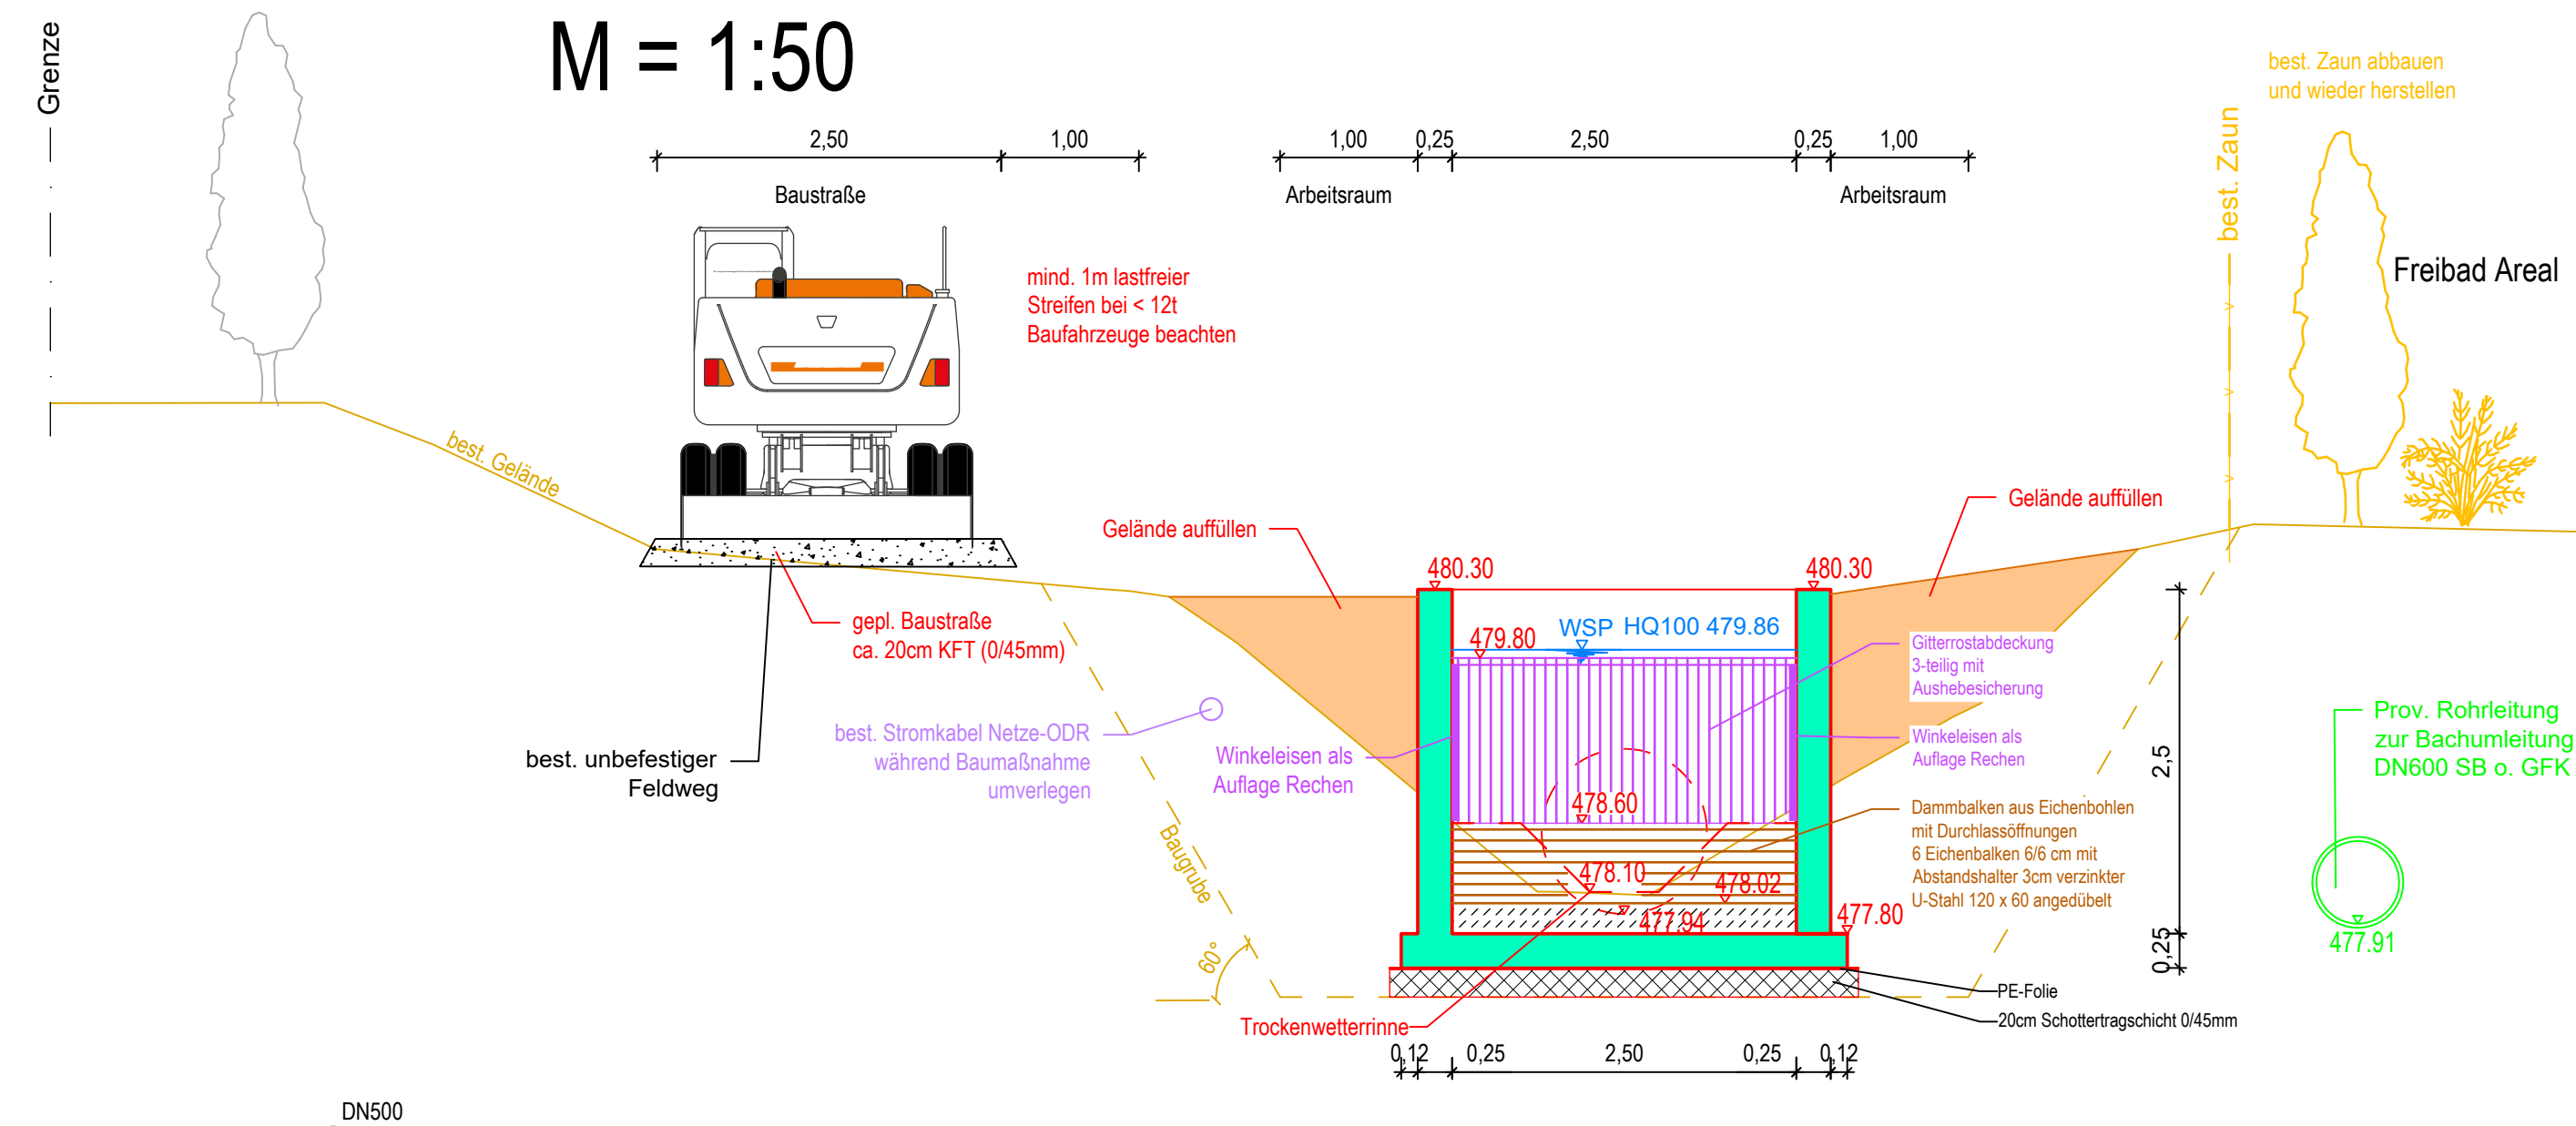 Grenze
M = 1:50
best. Zaun abbauen
und wieder herstellen
2,50
1,00
1,00
0,25
2,50
0,25
1,00
Baustraße
Arbeitsraum
Arbeitsraum
best. Zaun
Freibad Areal
mind. 1m lastfreier
Streifen bei < 12t
Baufahrzeuge beachten
best. Gelände
Gelände auffüllen
Gelände auffüllen
480.30
480.30
gepl. Baustraße
ca. 20cm KFT (0/45mm)
479.80
WSP HQ100 479.86
Gitterrostabdeckung
3-teilig mit
Aushebesicherung
best. unbefestiger
Feldweg
best. Stromkabel Netze-ODR
während Baumaßnahme
umverlegen
Winkeleisen als
Auflage Rechen
Winkeleisen als
Auflage Rechen
2,5
Prov. Rohrleitung
zur Bachumleitung
DN600 SB o. GFK
478.60
Dammbalken aus Eichenbohlen
mit Durchlassöffnungen
6 Eichenbalken 6/6 cm mit
Abstandshalter 3cm verzinkter
U-Stahl 120 x 60 angedübelt
Baugrube
478.10
478.02
477.94
477.80
477.91
60°
0,25
PE-Folie
20cm Schottertragschicht 0/45mm
Trockenwetterrinne
0,12
0,25
2,50
0,25
0,12
DN500